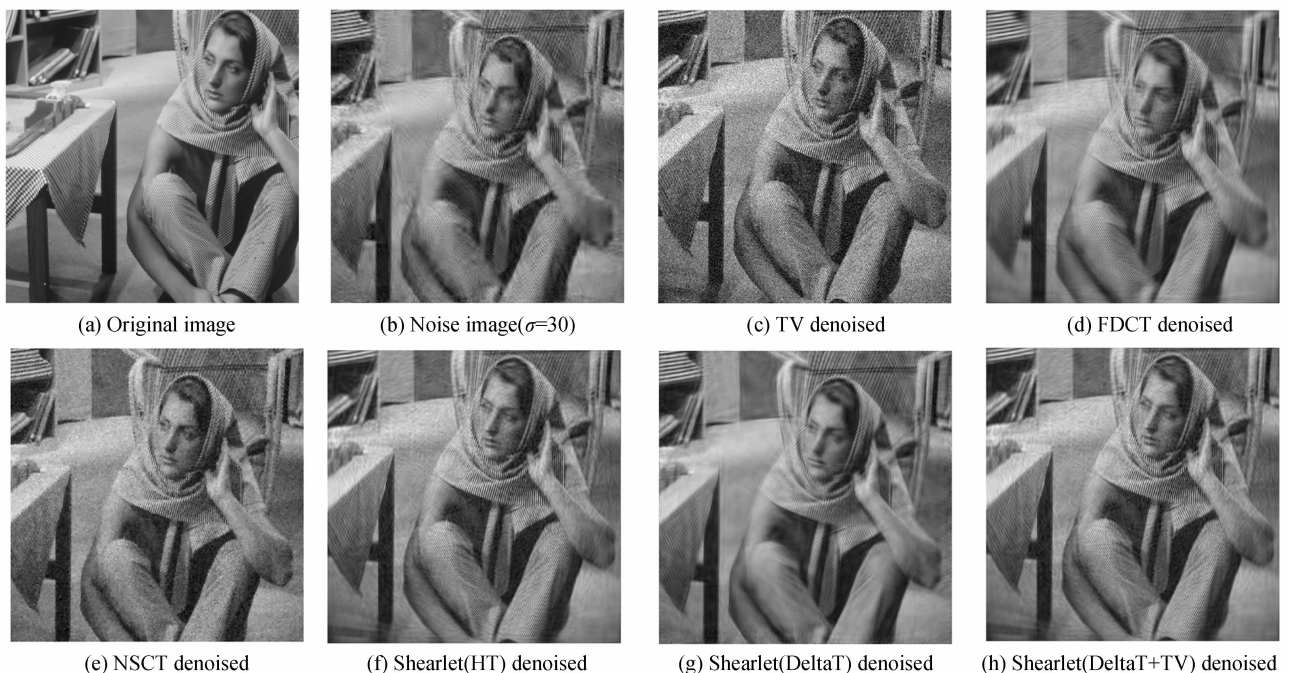 (a) Original image
(b) Noise image(σ=30)
(c) TV denoised
(d) FDCT denoised
(e) NSCT denoised
(f) Shearlet(HT) denoised
(g) Shearlet(DeltaT) denoised
(h) Shearlet(DeltaT+TV) denoised